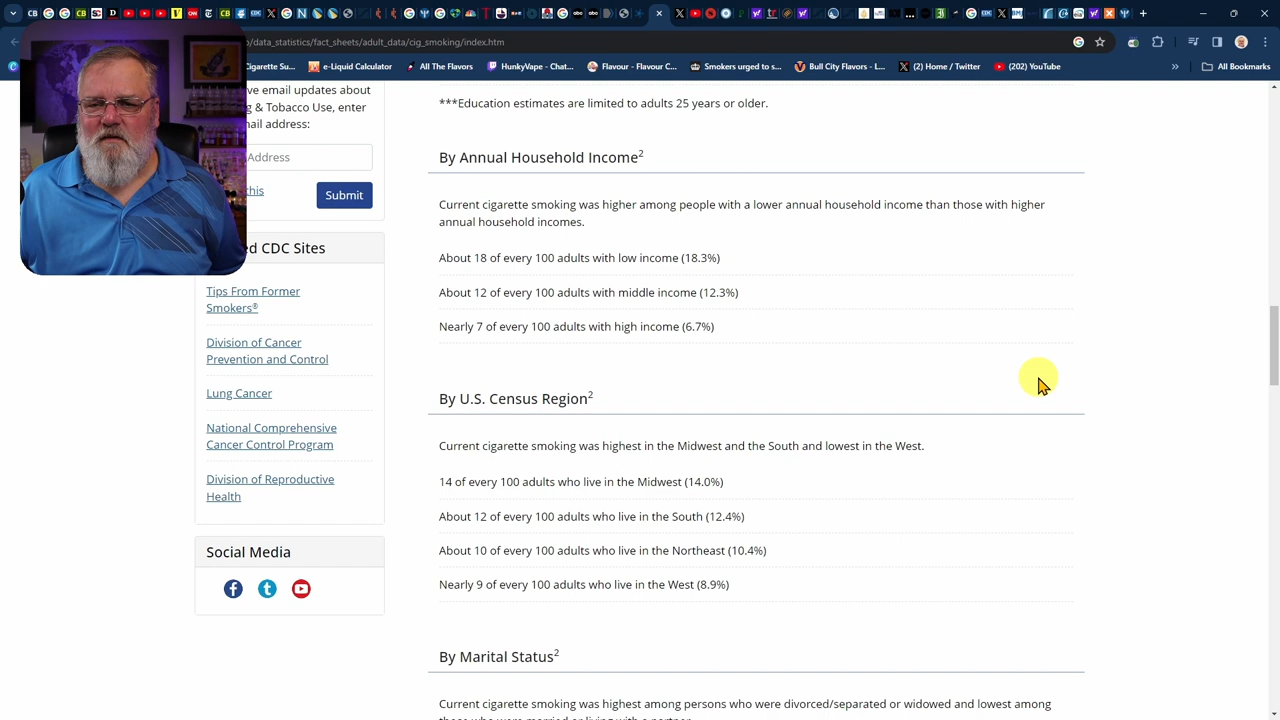 /data_statistics/fact_sheets/adult_data/cig_smoking/index.htm
Cigarette Su...
e-Liquid Calculator
All The Flavors
HunkyVape - Chat...
Flavour – Flavour C...
Smokers urged to s...
Bull City Flavors - L...
(2) Home / Twitter
(202) YouTube
»
All Bookmarks
ve email updates about
g & Tobacco Use, enter
ail address:
Address
this
Submit
d CDC Sites
Tips From Former
Smokers®
Division of Cancer
Prevention and Control
Lung Cancer
National Comprehensive
Cancer Control Program
Division of Reproductive
Health
Social Media
***Education estimates are limited to adults 25 years or older.
By Annual Household Income2
Current cigarette smoking was higher among people with a lower annual household income than those with higher
annual household incomes.
About 18 of every 100 adults with low income (18.3%)
About 12 of every 100 adults with middle income (12.3%)
Nearly 7 of every 100 adults with high income (6.7%)
By U.S. Census Region2
Current cigarette smoking was highest in the Midwest and the South and lowest in the West.
14 of every 100 adults who live in the Midwest (14.0%)
About 12 of every 100 adults who live in the South (12.4%)
About 10 of every 100 adults who live in the Northeast (10.4%)
Nearly 9 of every 100 adults who live in the West (8.9%)
By Marital Status2
Current cigarette smoking was highest among persons who were divorced/separated or widowed and lowest among